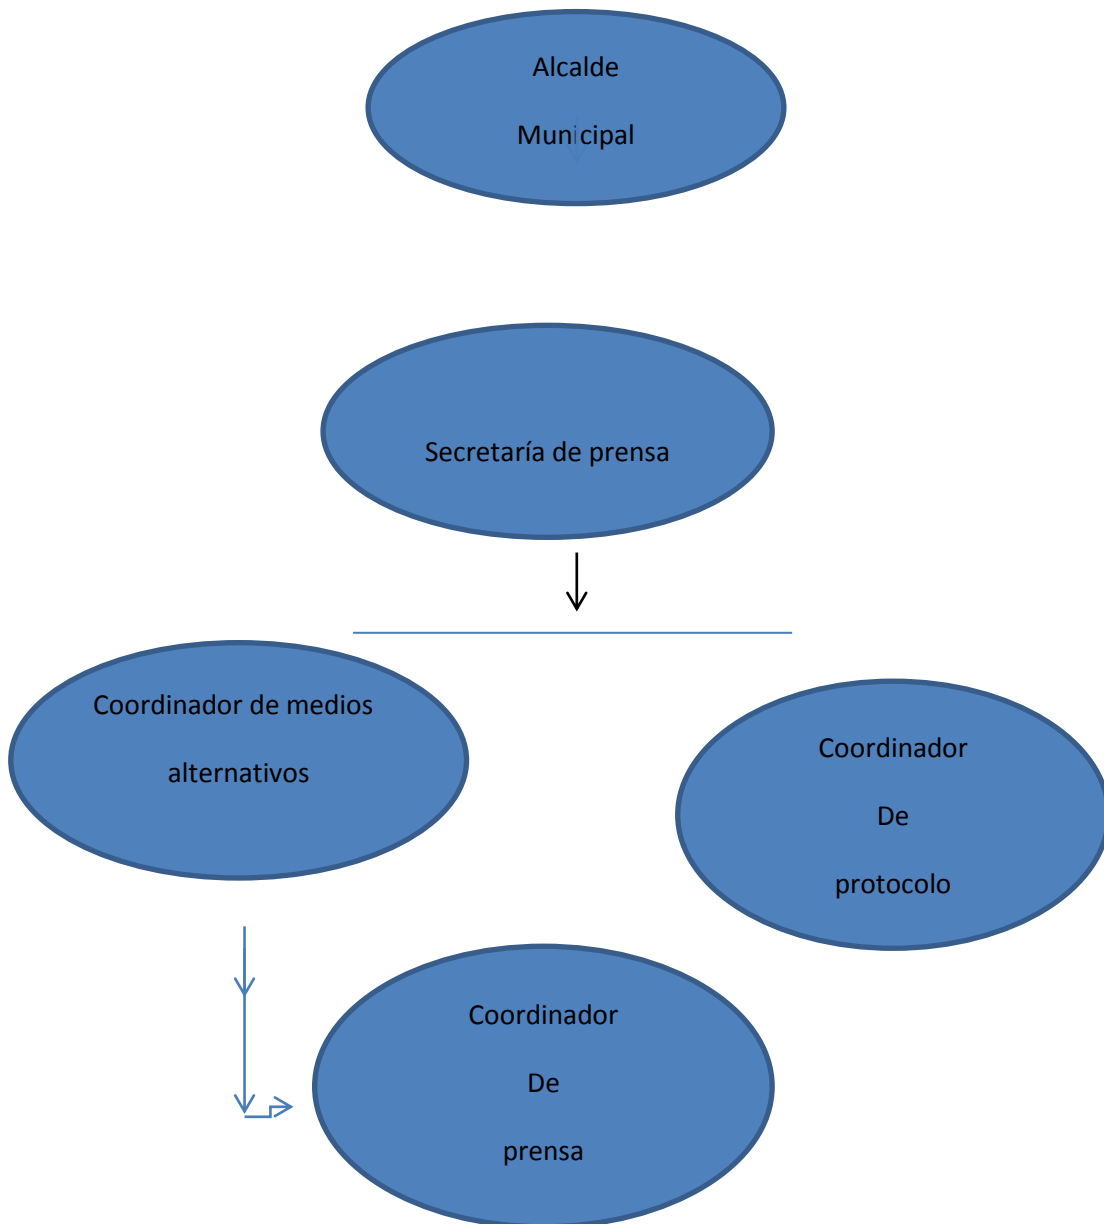 Alcalde
Municipal
Secretaría de prensa
Coordinador de medios
alternativos
Coordinador
De
protocolo
Coordinador
De
prensa